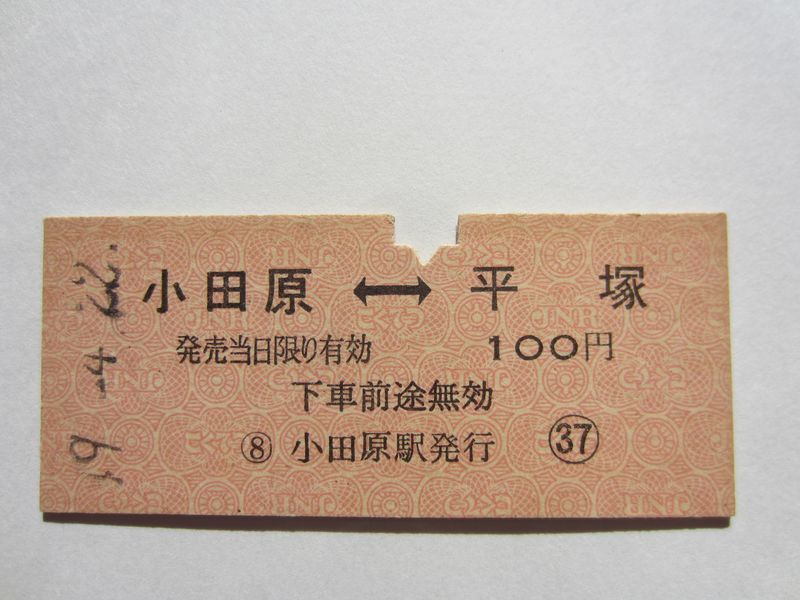 小田原 ⟷ 平塚
発売当日限り有効 100円
下車前途無効
⑧ 小田原駅発行 ㊲